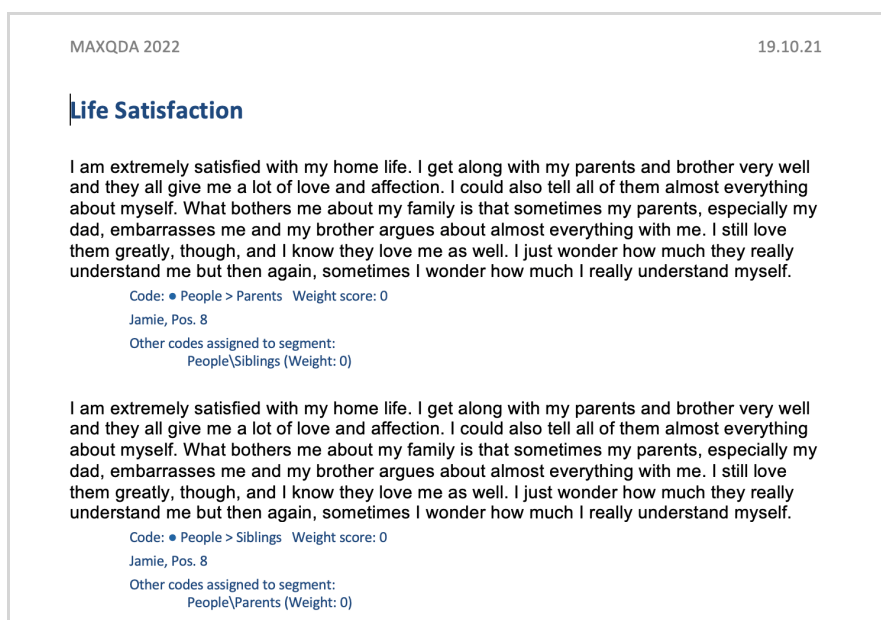 MAXQDA 2022 19.10.21
Life Satisfaction
I am extremely satisfied with my home life. I get along with my parents and brother very well
and they all give me a lot of love and affection. I could also tell all of them almost everything
about myself. What bothers me about my family is that sometimes my parents, especially my
dad, embarrasses me and my brother argues about almost everything with me. I still love
them greatly, though, and I know they love me as well. I just wonder how much they really
understand me but then again, sometimes I wonder how much I really understand myself.
Code: ● People > Parents Weight score: 0
Jamie, Pos. 8
Other codes assigned to segment:
People\Siblings (Weight: 0)
I am extremely satisfied with my home life. I get along with my parents and brother very well
and they all give me a lot of love and affection. I could also tell all of them almost everything
about myself. What bothers me about my family is that sometimes my parents, especially my
dad, embarrasses me and my brother argues about almost everything with me. I still love
them greatly, though, and I know they love me as well. I just wonder how much they really
understand me but then again, sometimes I wonder how much I really understand myself.
Code: ● People > Siblings Weight score: 0
Jamie, Pos. 8
Other codes assigned to segment:
People\Parents (Weight: 0)